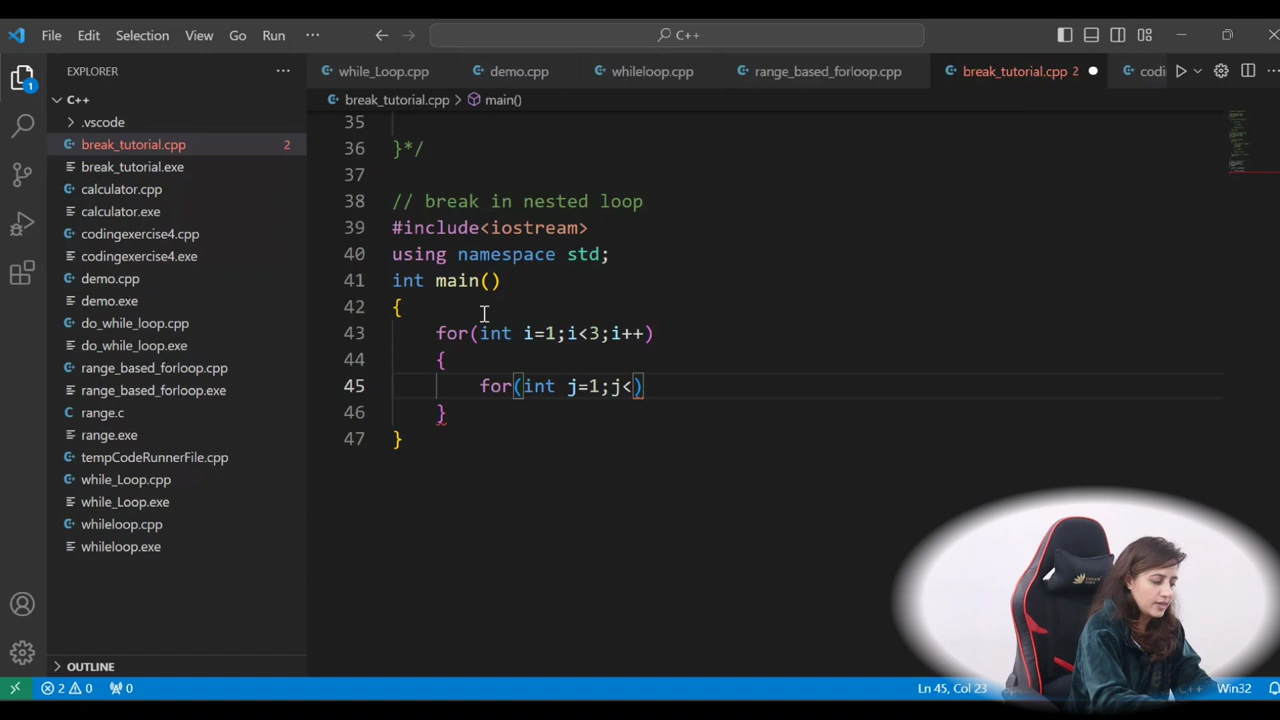 File Edit Selection View Go Run ··· C++
EXPLORER ···
while_Loop.cpp demo.cpp whileloop.cpp range_based_forloop.cpp break_tutorial.cpp 2 codi
break_tutorial.cpp > main()
1
C++
.vscode
break_tutorial.cpp 2
break_tutorial.exe
calculator.cpp
calculator.exe
codingexercise4.cpp
codingexercise4.exe
demo.cpp
demo.exe
do_while_loop.cpp
do_while_loop.exe
range_based_forloop.cpp
range_based_forloop.exe
range.c
range.exe
tempCodeRunnerFile.cpp
while_Loop.cpp
while_Loop.exe
whileloop.cpp
whileloop.exe
OUTLINE
35
36 }*/
37
38 // break in nested loop
39 #include<iostream>
40 using namespace std;
41 int main()
42 {
43 for(int i=1;i<3;i++)
44 {
45 for(int j=1;j<)
46 }
47 }
2 0 0 Ln 45, Col 23 C++ Win32